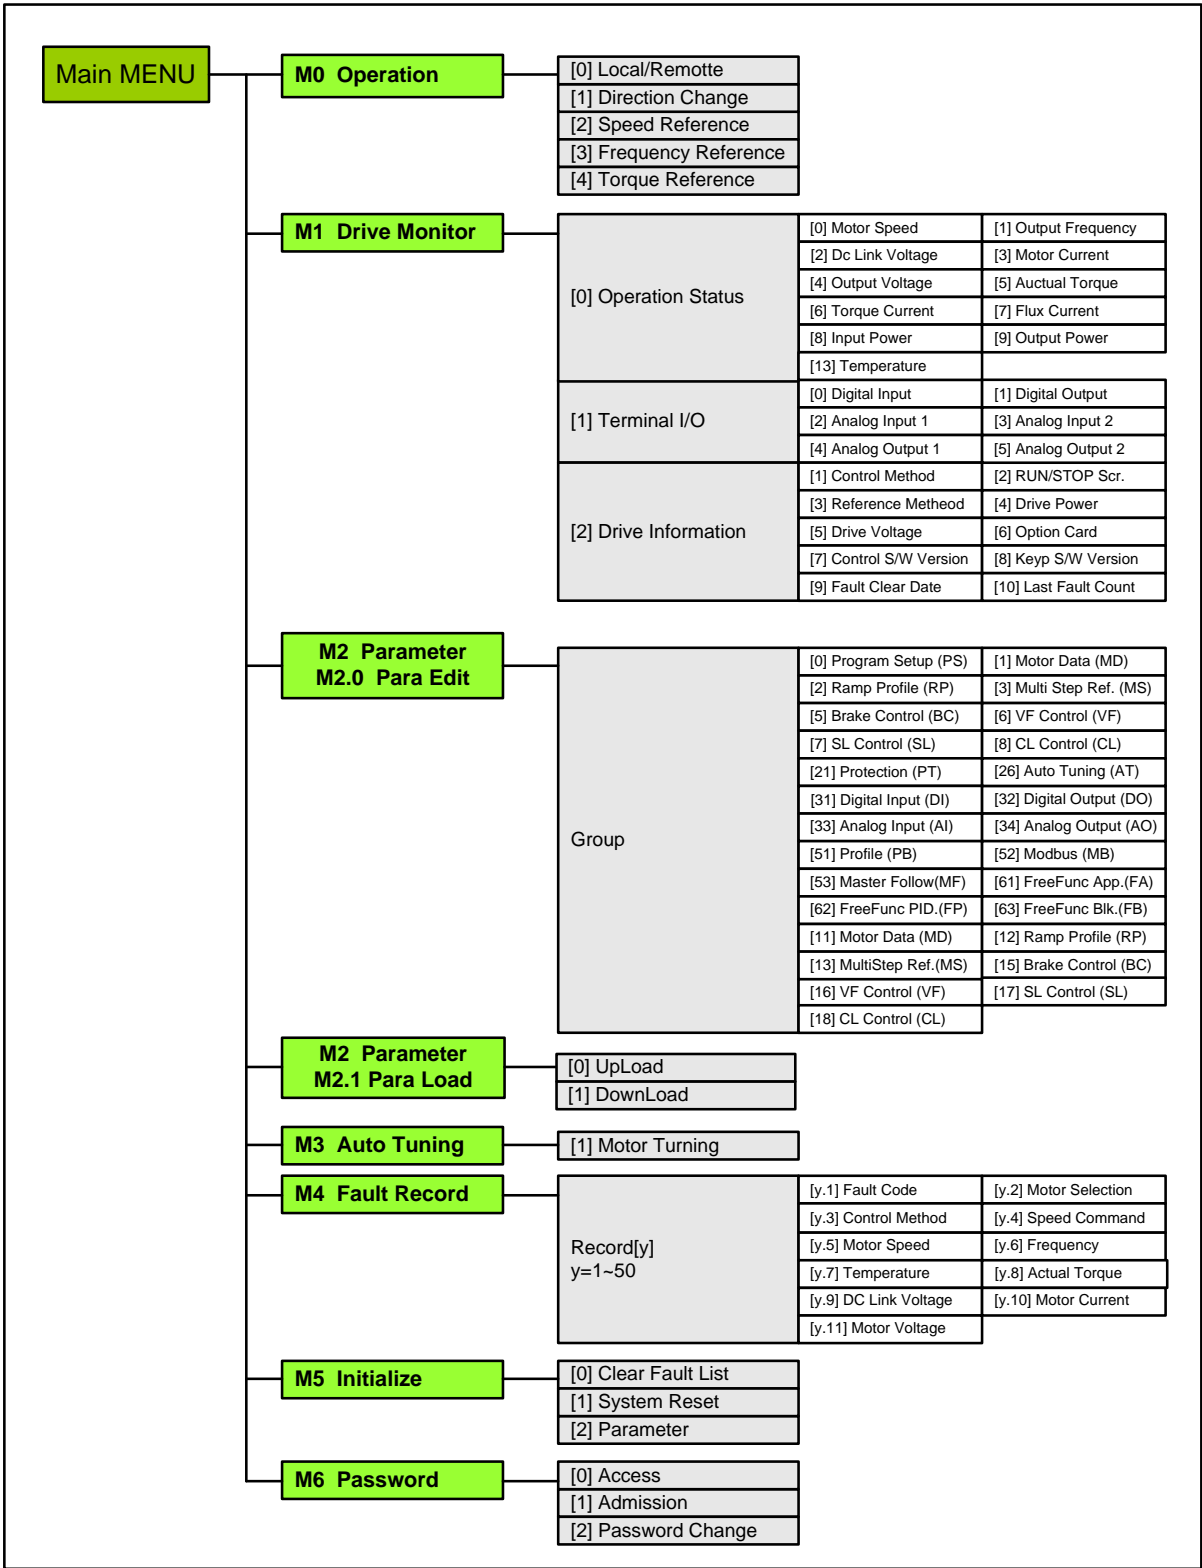 Main MENU
M0 Operation
[0] Local/Remotte
[1] Direction Change
[2] Speed Reference
[3] Frequency Reference
[4] Torque Reference
M1 Drive Monitor
[0] Operation Status
[0] Motor Speed
[1] Output Frequency
[2] Dc Link Voltage
[3] Motor Current
[4] Output Voltage
[5] Auctual Torque
[6] Torque Current
[7] Flux Current
[8] Input Power
[9] Output Power
[13] Temperature
[1] Terminal I/O
[0] Digital Input
[1] Digital Output
[2] Analog Input 1
[3] Analog Input 2
[4] Analog Output 1
[5] Analog Output 2
[2] Drive Information
[1] Control Method
[2] RUN/STOP Scr.
[3] Reference Metheod
[4] Drive Power
[5] Drive Voltage
[6] Option Card
[7] Control S/W Version
[8] Keyp S/W Version
[9] Fault Clear Date
[10] Last Fault Count
M2 Parameter
M2.0 Para Edit
Group
[0] Program Setup (PS)
[1] Motor Data (MD)
[2] Ramp Profile (RP)
[3] Multi Step Ref. (MS)
[5] Brake Control (BC)
[6] VF Control (VF)
[7] SL Control (SL)
[8] CL Control (CL)
[21] Protection (PT)
[26] Auto Tuning (AT)
[31] Digital Input (DI)
[32] Digital Output (DO)
[33] Analog Input (AI)
[34] Analog Output (AO)
[51] Profile (PB)
[52] Modbus (MB)
[53] Master Follow(MF)
[61] FreeFunc App.(FA)
[62] FreeFunc PID.(FP)
[63] FreeFunc Blk.(FB)
[11] Motor Data (MD)
[12] Ramp Profile (RP)
[13] MultiStep Ref.(MS)
[15] Brake Control (BC)
[16] VF Control (VF)
[17] SL Control (SL)
[18] CL Control (CL)
M2 Parameter
M2.1 Para Load
[0] UpLoad
[1] DownLoad
M3 Auto Tuning
[1] Motor Turning
M4 Fault Record
Record[y]
y=1~50
[y.1] Fault Code
[y.2] Motor Selection
[y.3] Control Method
[y.4] Speed Command
[y.5] Motor Speed
[y.6] Frequency
[y.7] Temperature
[y.8] Actual Torque
[y.9] DC Link Voltage
[y.10] Motor Current
[y.11] Motor Voltage
M5 Initialize
[0] Clear Fault List
[1] System Reset
[2] Parameter
M6 Password
[0] Access
[1] Admission
[2] Password Change